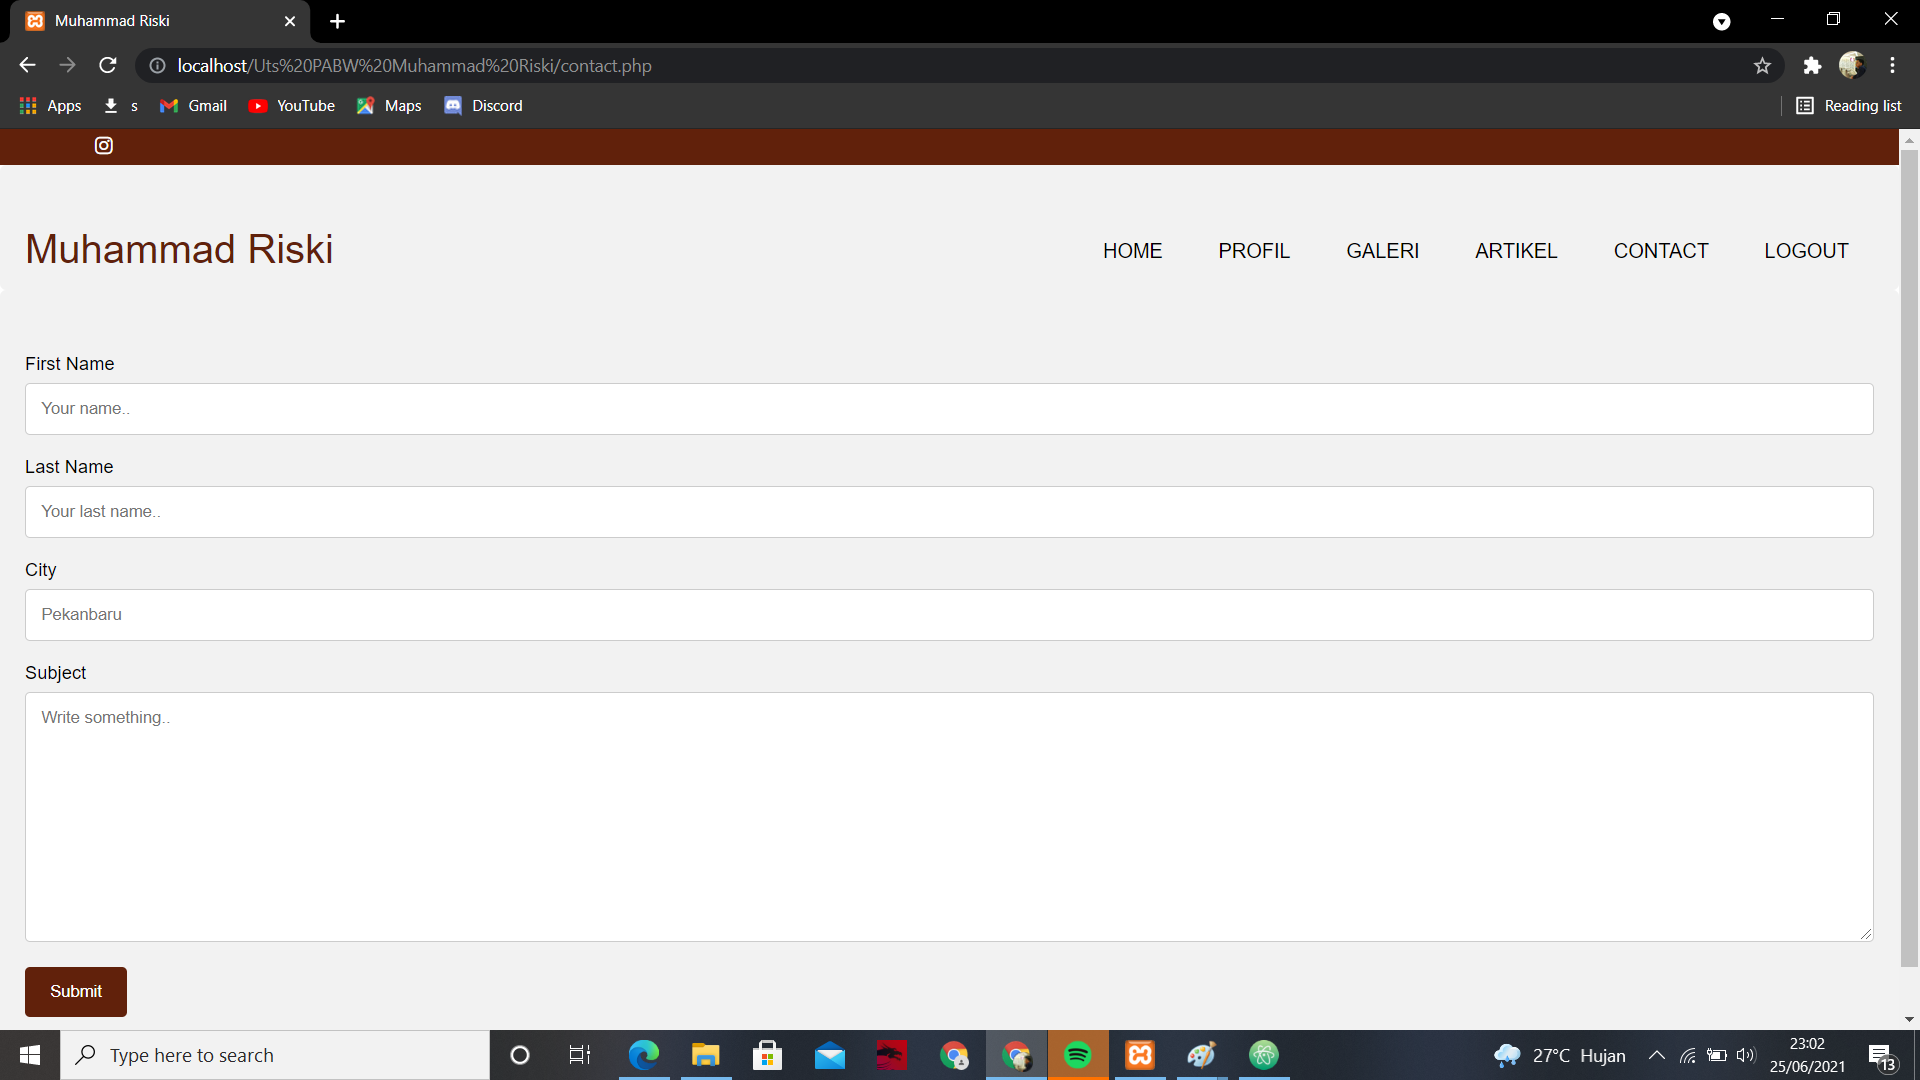 Muhammad Riski
localhost/Uts%20PABW%20Muhammad%20Riski/contact.php
Apps s Gmail YouTube Maps Discord Reading list
Muhammad Riski HOME PROFIL GALERI ARTIKEL CONTACT LOGOUT
First Name
Your name..
Last Name
Your last name..
City
Pekanbaru
Subject
Write something..
Submit
Type here to search 27°C Hujan 23:02
25/06/2021 13